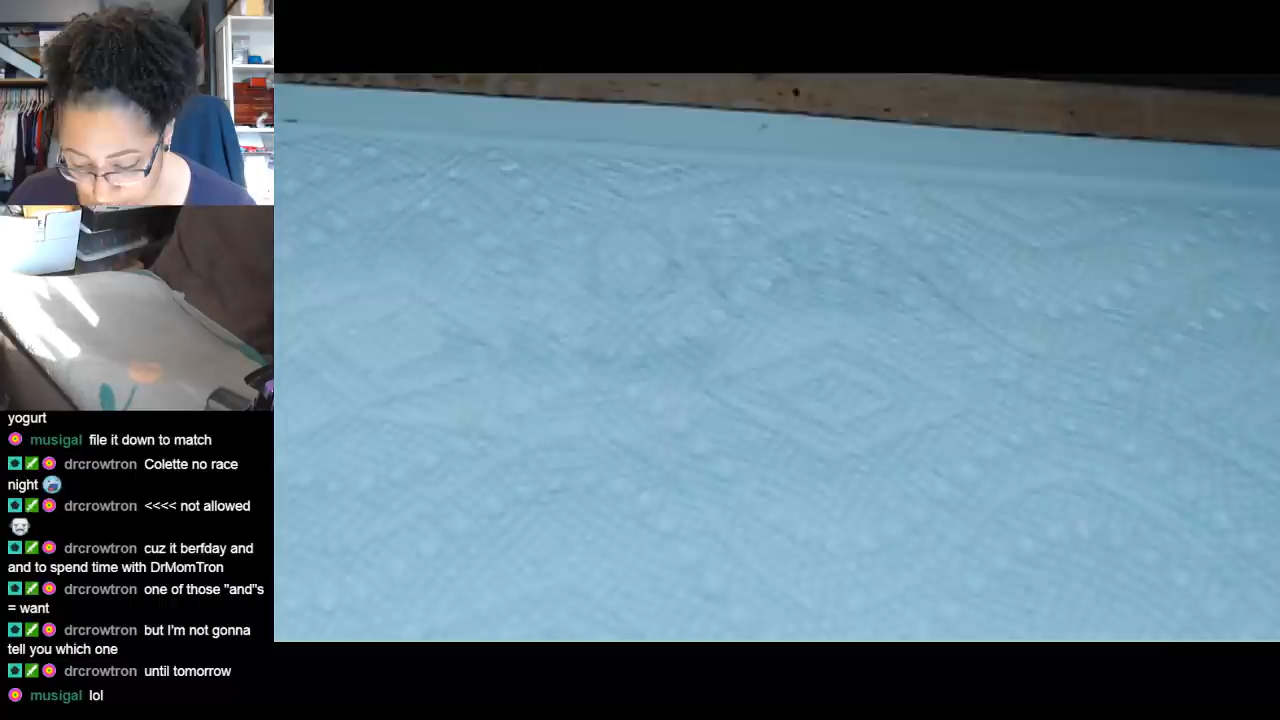 yogurt
musigal file it down to match
drcrowtron Colette no race
night
drcrowtron <<<< not allowed
drcrowtron cuz it berfday and
and to spend time with DrMomTron
drcrowtron one of those "and"s
= want
drcrowtron but I'm not gonna
tell you which one
drcrowtron until tomorrow
musigal lol